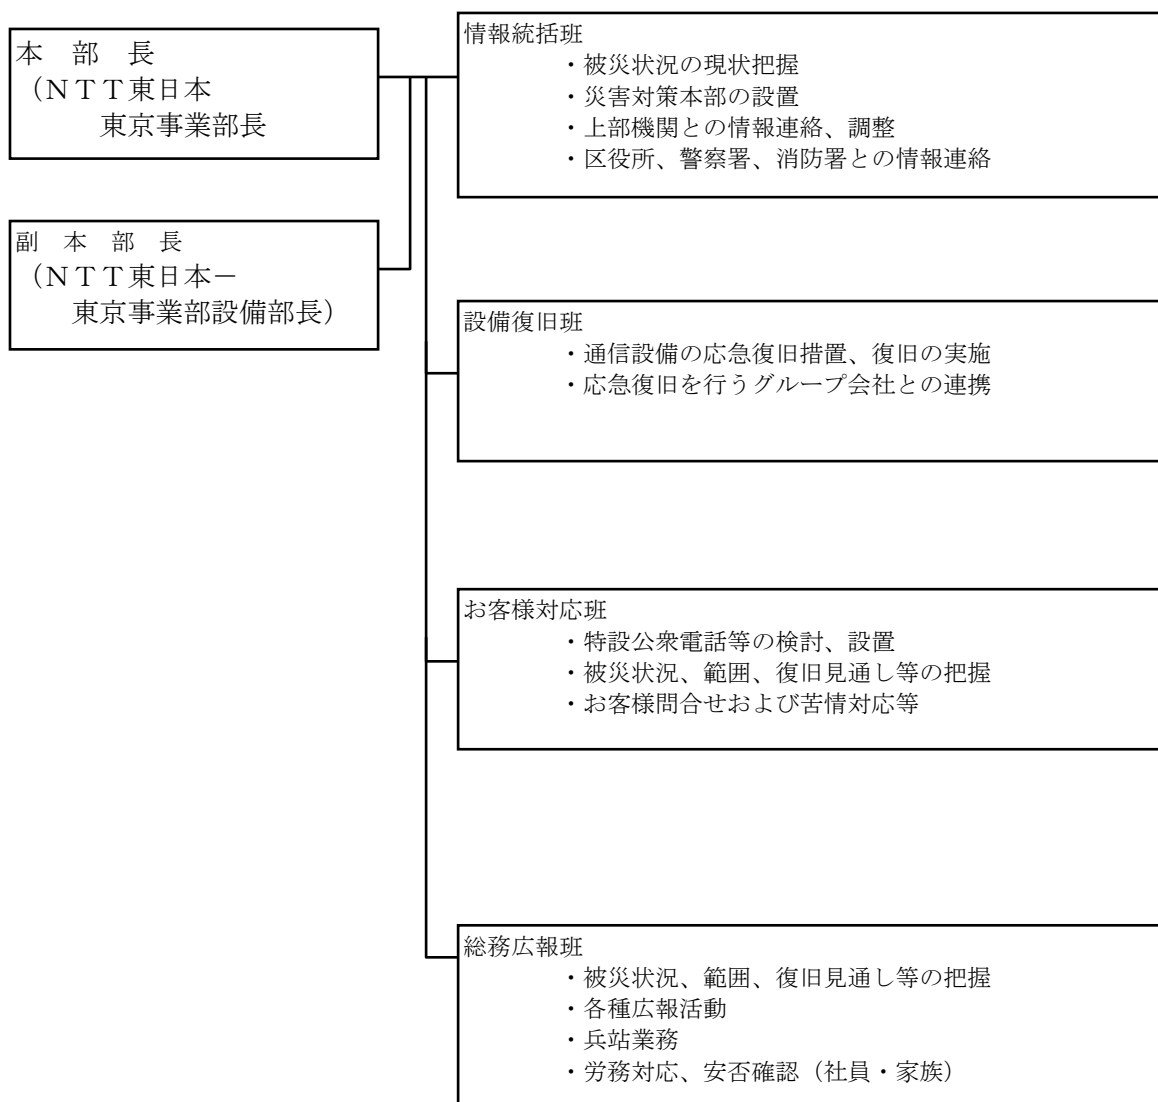 本　部　長
（ＮＴＴ東日本
東京事業部長
副　本　部　長
（ＮＴＴ東日本－
東京事業部設備部長）
情報統括班
・被災状況の現状把握
・災害対策本部の設置
・上部機関との情報連絡、調整
・区役所、警察署、消防署との情報連絡
設備復旧班
・通信設備の応急復旧措置、復旧の実施
・応急復旧を行うグループ会社との連携
お客様対応班
・特設公衆電話等の検討、設置
・被災状況、範囲、復旧見通し等の把握
・お客様問合せおよび苦情対応等
総務広報班
・被災状況、範囲、復旧見通し等の把握
・各種広報活動
・兵站業務
・労務対応、安否確認（社員・家族）